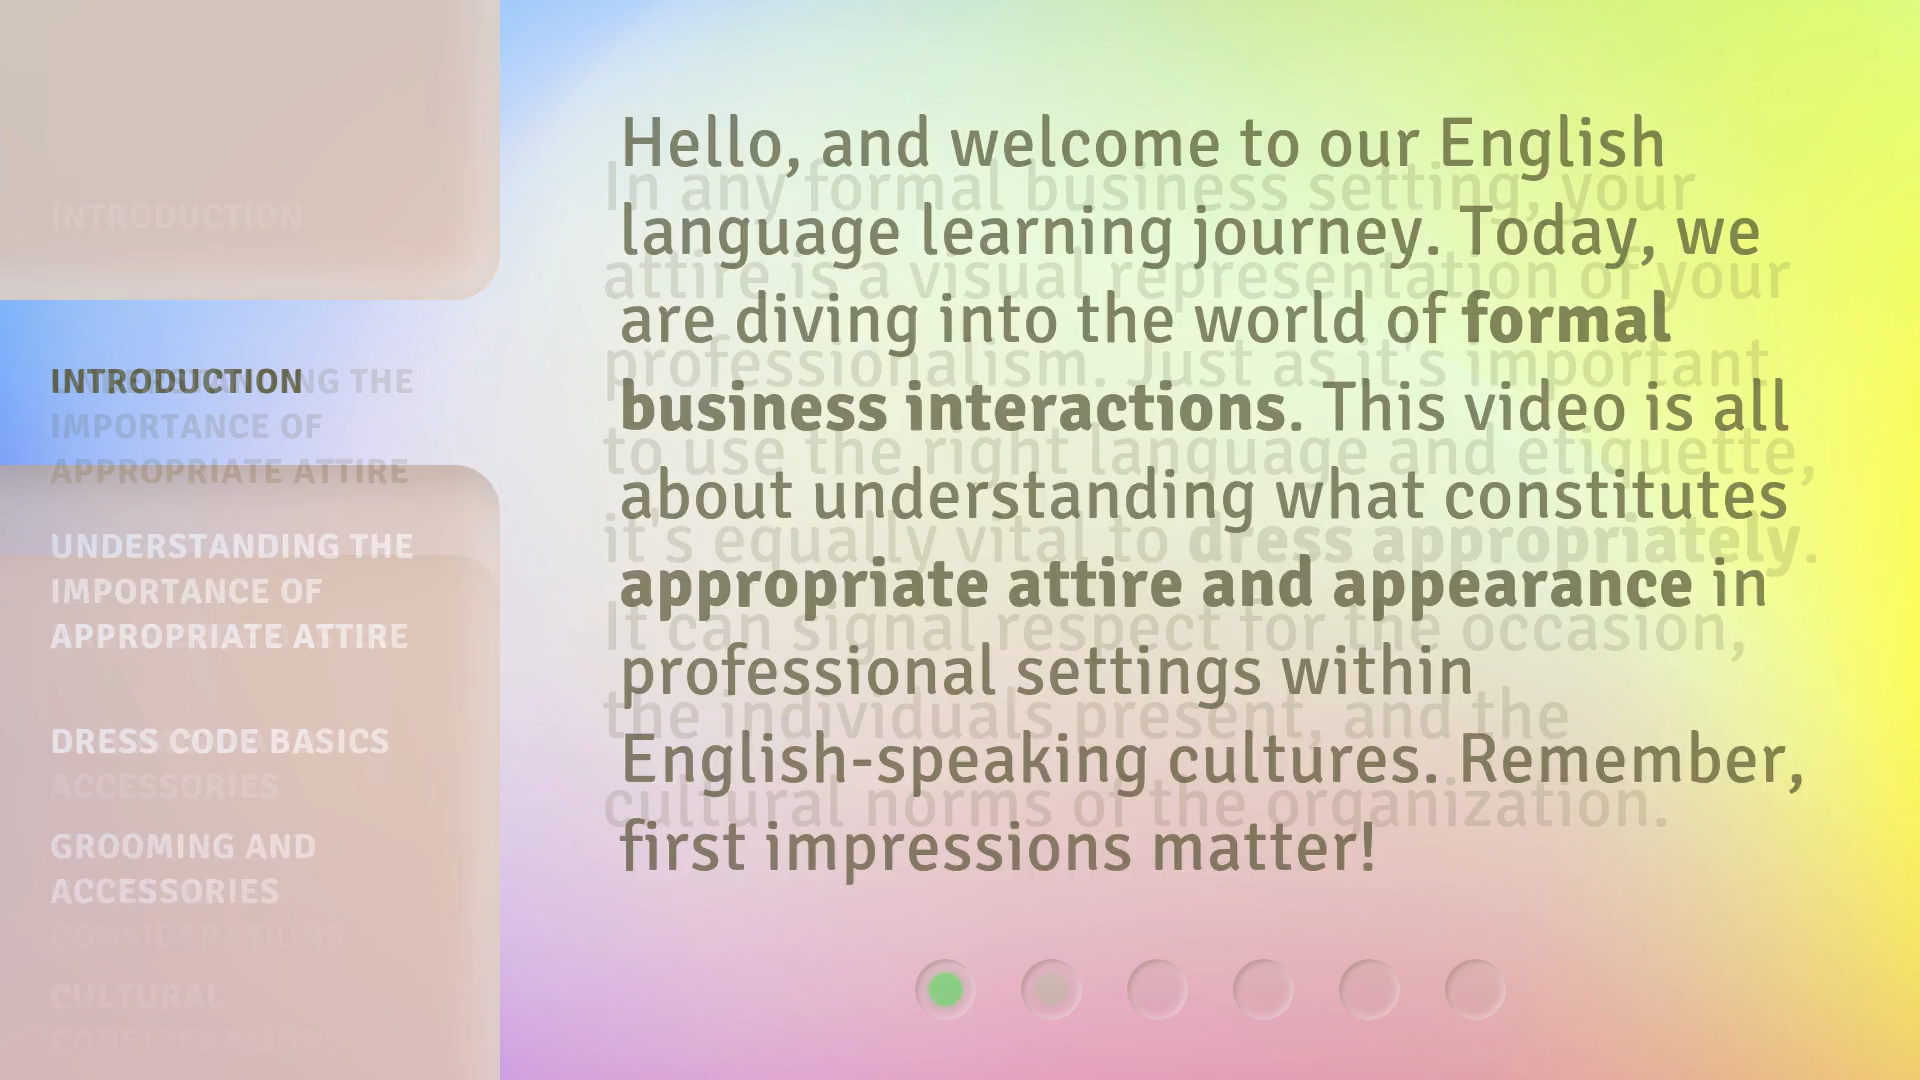 INTRODUCTION
INTRODUCTION
UNDERSTANDING THE
IMPORTANCE OF
APPROPRIATE ATTIRE
UNDERSTANDING THE
IMPORTANCE OF
APPROPRIATE ATTIRE
DRESS CODE BASICS
ACCESSORIES
GROOMING AND
ACCESSORIES
CONSIDERATIONS
CULTURAL
CONSIDERATIONS
Hello, and welcome to our English
language learning journey. Today, we
are diving into the world of formal
business interactions. This video is all
about understanding what constitutes
appropriate attire and appearance in
professional settings within
English-speaking cultures. Remember,
first impressions matter!
In any formal business setting, your
attire is a visual representation of your
professionalism. Just as it's important
to use the right language and etiquette,
it's equally vital to dress appropriately.
It can signal respect for the occasion,
the individuals present, and the
cultural norms of the organization.